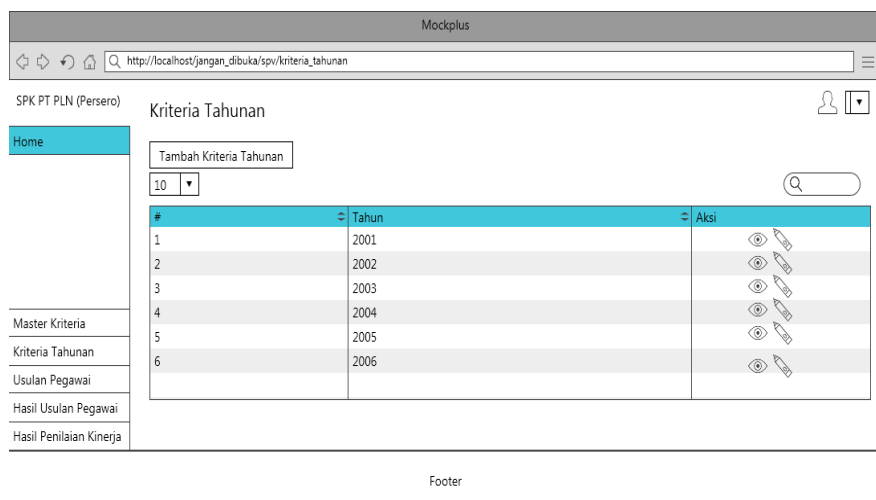 Mockplus
http://localhost/jangan_dibuka/spv/kriteria_tahunan
SPK PT PLN (Persero)
Kriteria Tahunan
Home
Tambah Kriteria Tahunan
10
# Tahun Aksi
1 2001
2 2002
3 2003
4 2004
5 2005
6 2006
Master Kriteria
Kriteria Tahunan
Usulan Pegawai
Hasil Usulan Pegawai
Hasil Penilaian Kinerja
Footer